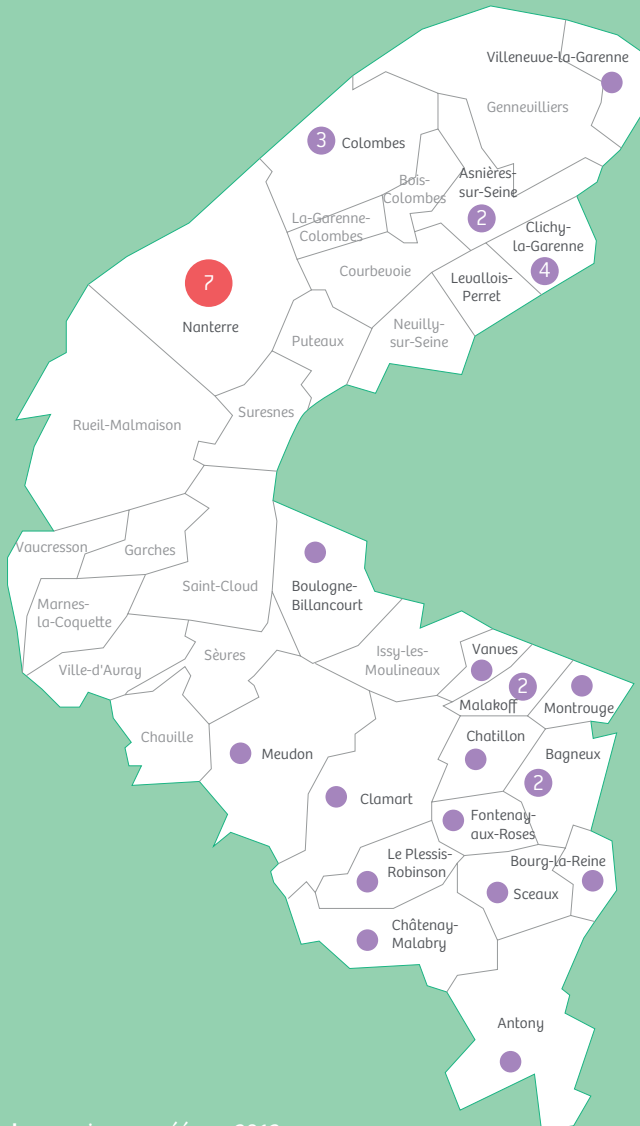 Villeneuve-la-Garenne
Gennevilliers
3 Colombes
Asnières-
sur-Seine
2
Bois-
Colombes
La-Garenne-
Colombes
Clichy-
la-Garenne
4
Courbevoie
Levallois-
Perret
7
Nanterre
Puteaux
Neuilly-
sur-Seine
Suresnes
Rueil-Malmaison
Vaucresson
Garches
Saint-Cloud
Boulogne-
Billancourt
Marnes-
la-Coquette
Ville-d'Avray
Sèvres
Issy-les-
Moulineaux
Vanves
2
Malakoff
Montrouge
Chaville
Meudon
Chatillon
Bagneux
2
Clamart
Fontenay-
aux-Roses
Le Plessis-
Robinson
Bourg-la-Reine
Sceaux
Châtenay-
Malabry
Antony